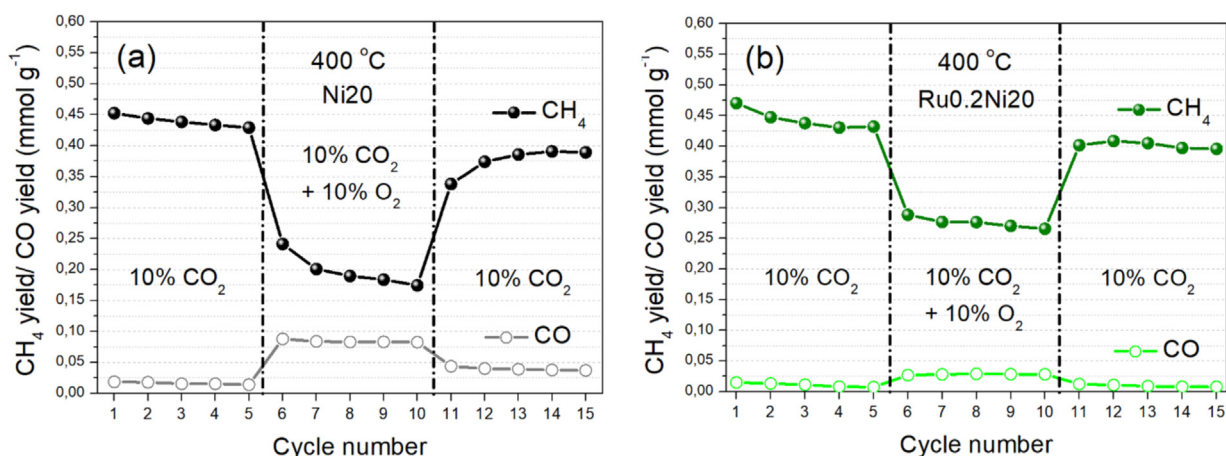 CH₄ yield/ CO yield (mmol g⁻¹)
0,60
0,55
0,50
0,45
0,40
0,35
0,30
0,25
0,20
0,15
0,10
0,05
0,00
(a)
400 °C
Ni20
10% CO₂
+ 10% O₂
CH₄
10% CO₂
10% CO₂
CO
1 2 3 4 5 6 7 8 9 10 11 12 13 14 15
Cycle number
CH₄ yield/ CO yield (mmol g⁻¹)
0,60
0,55
0,50
0,45
0,40
0,35
0,30
0,25
0,20
0,15
0,10
0,05
0,00
(b)
400 °C
Ru0.2Ni20
CH₄
10% CO₂
10% CO₂
+ 10% O₂
10% CO₂
CO
1 2 3 4 5 6 7 8 9 10 11 12 13 14 15
Cycle number